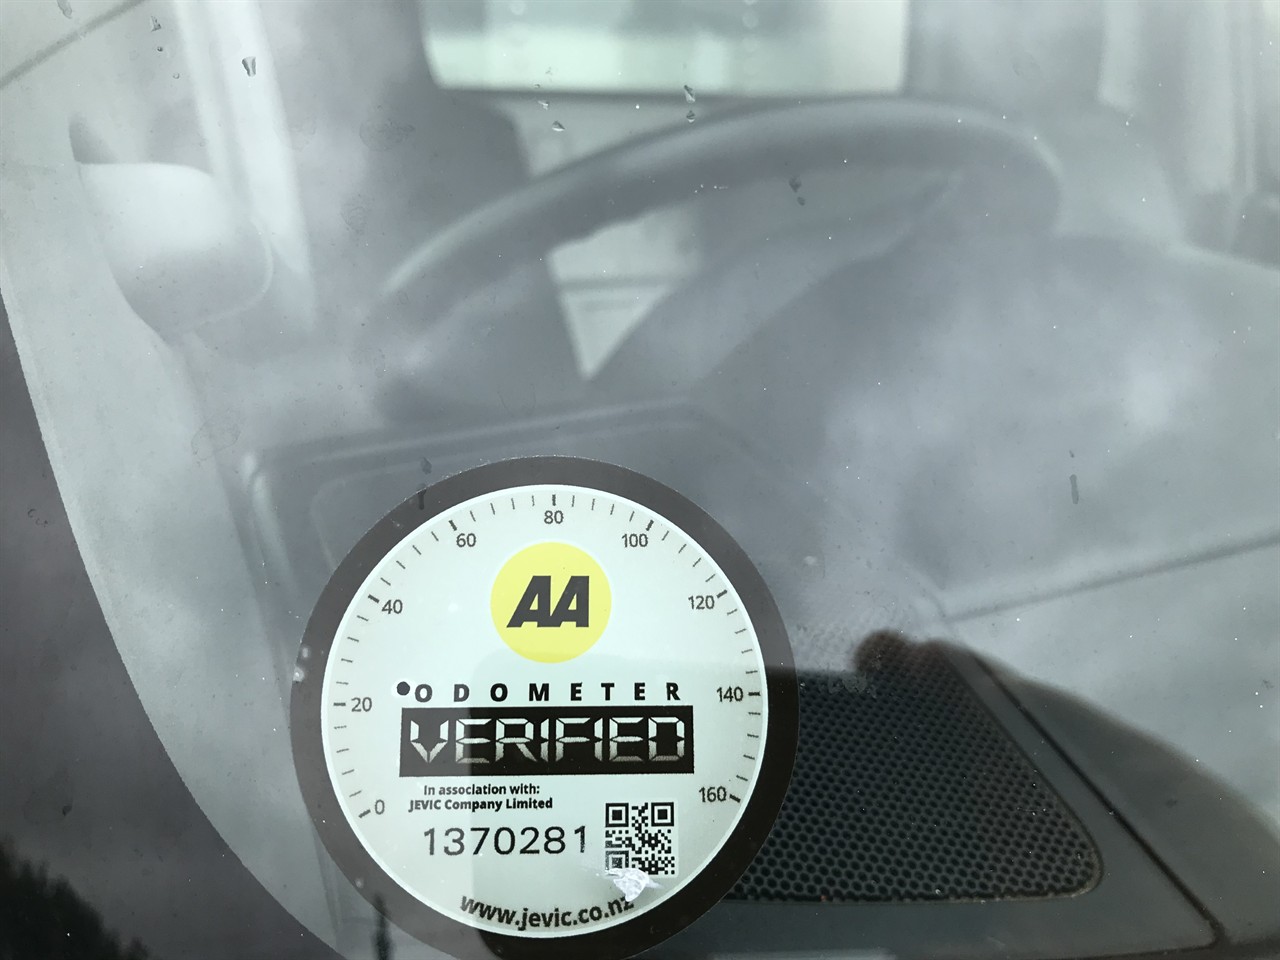 80
60 100
40 120
20 140
0 160
AA
ODOMETER
VERIFIED
In association with:
JEVIC Company Limited
1370281
www.jevic.co.nz